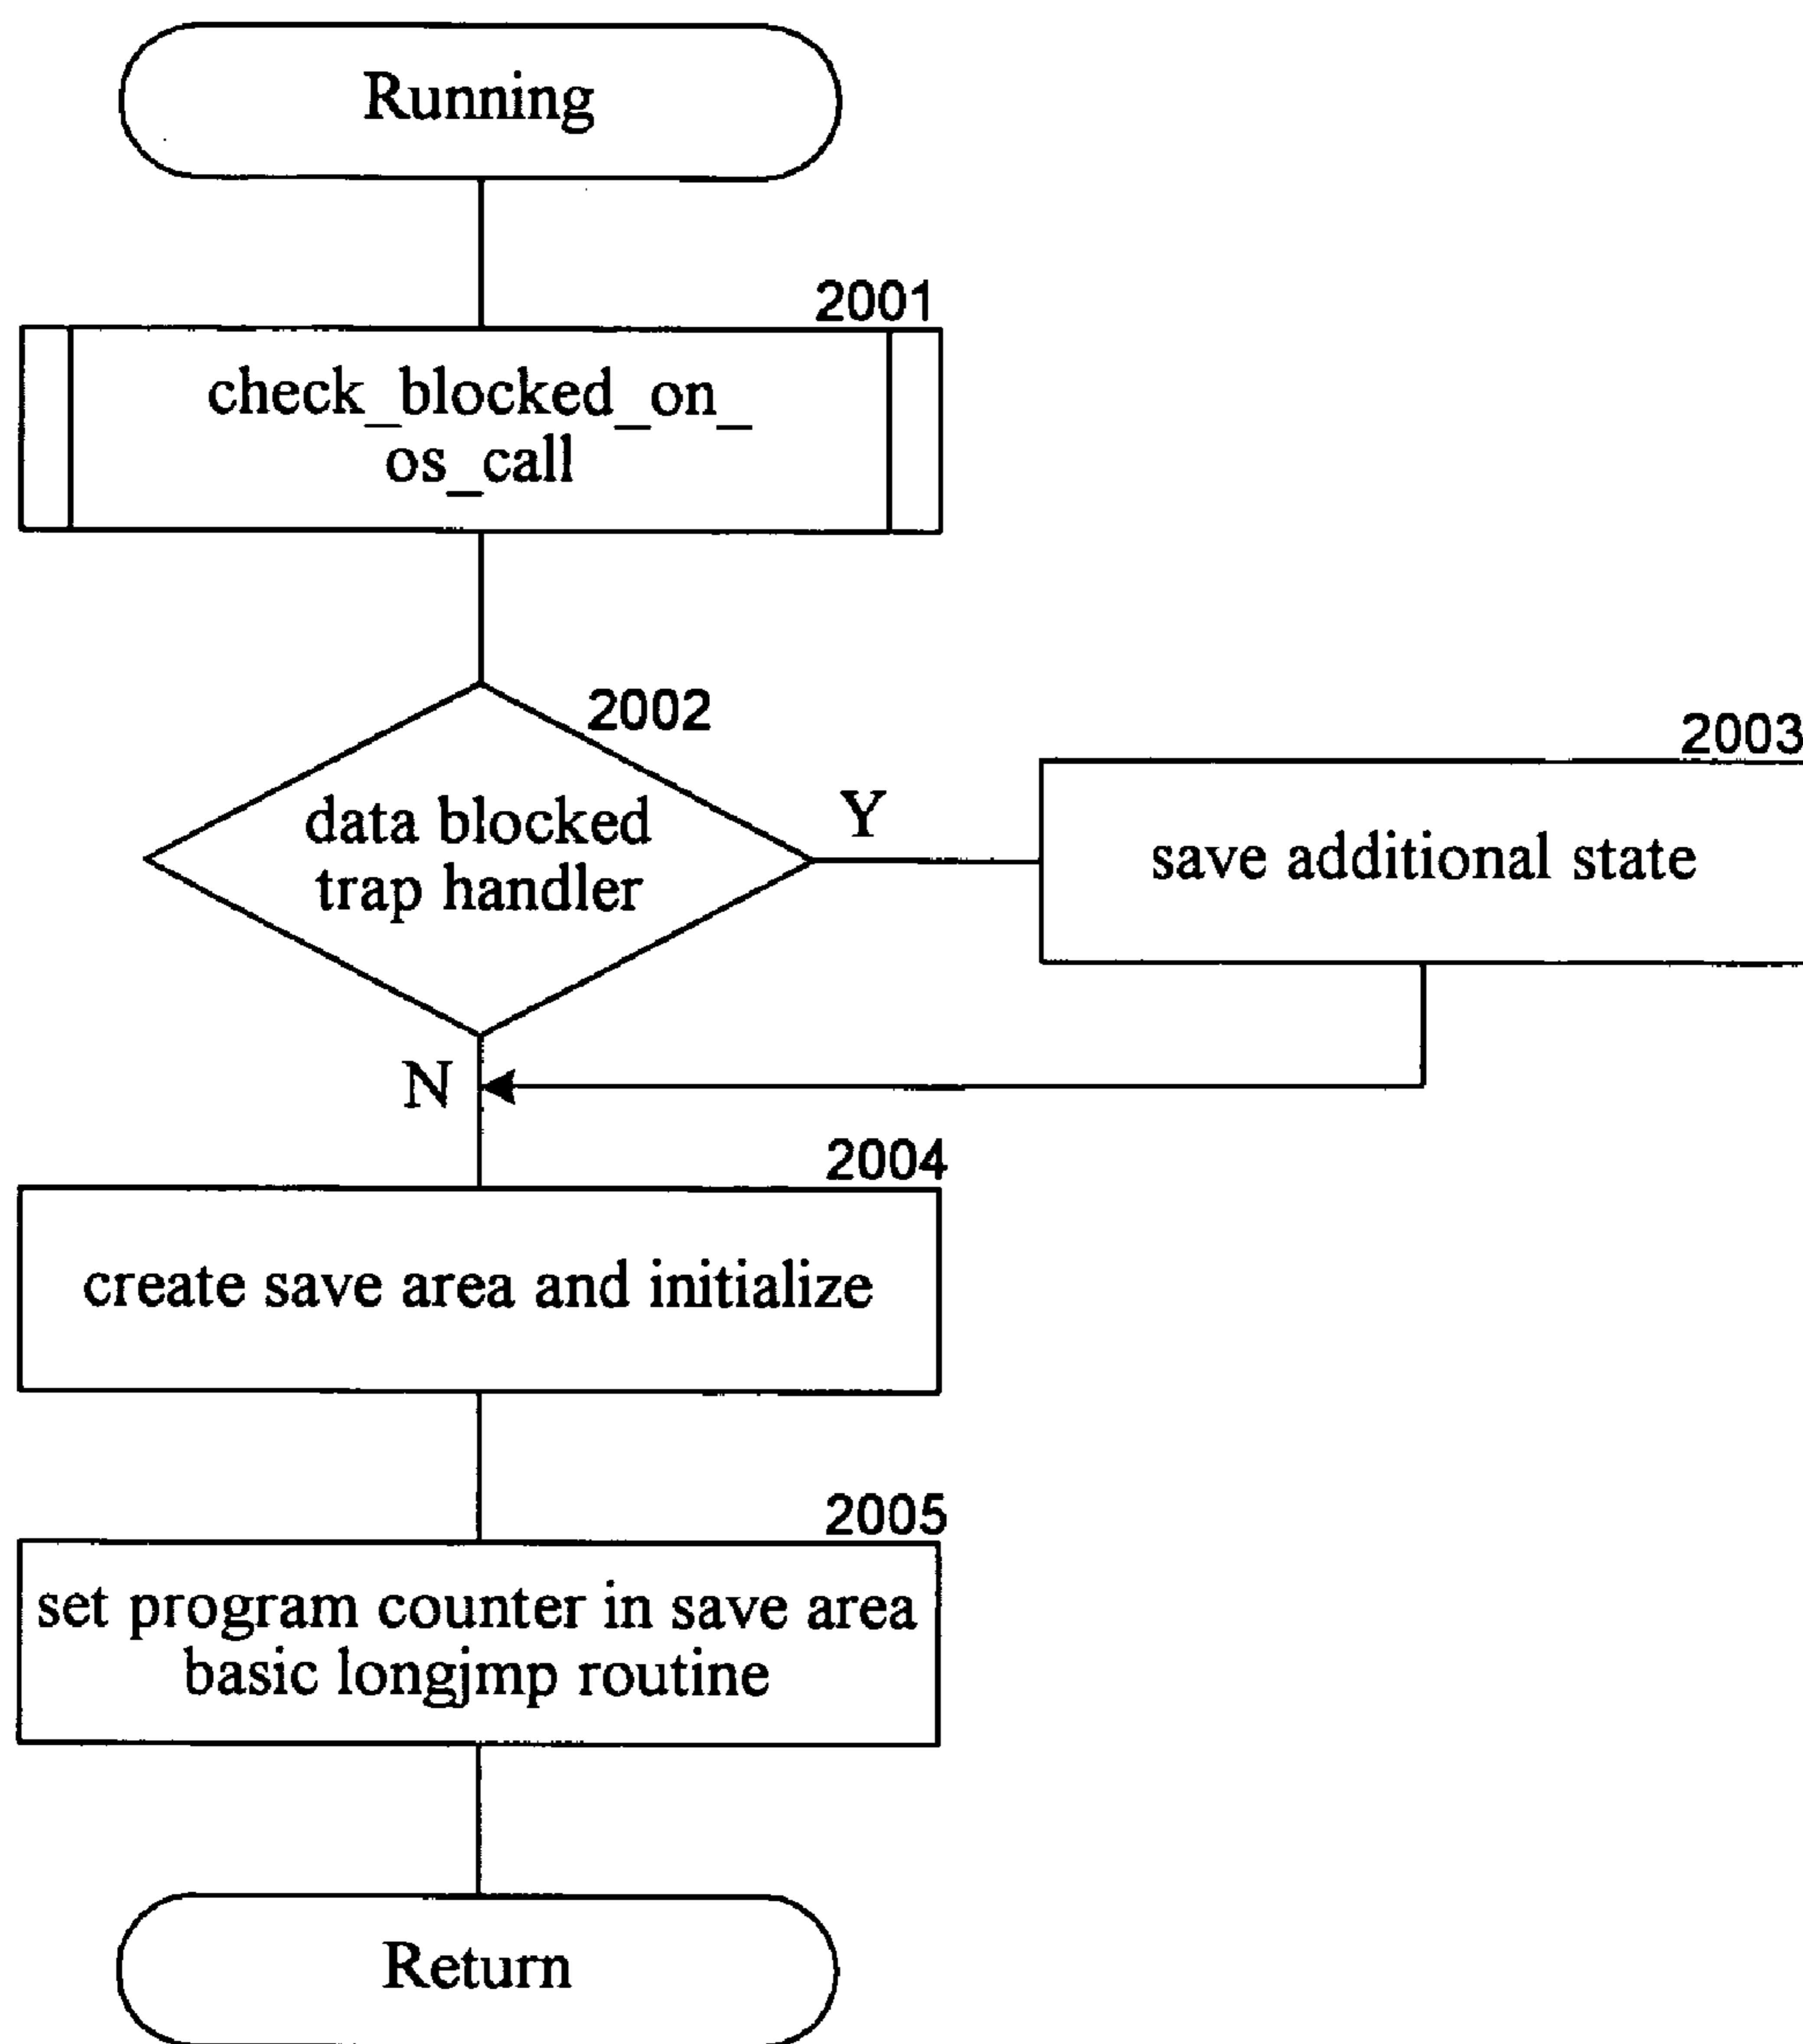 Running
2001
check_blocked_on_
os_call
2002
data blocked
trap handler
Y
2003
save additional state
N
2004
create save area and initialize
2005
set program counter in save area
basic longjmp routine
Return